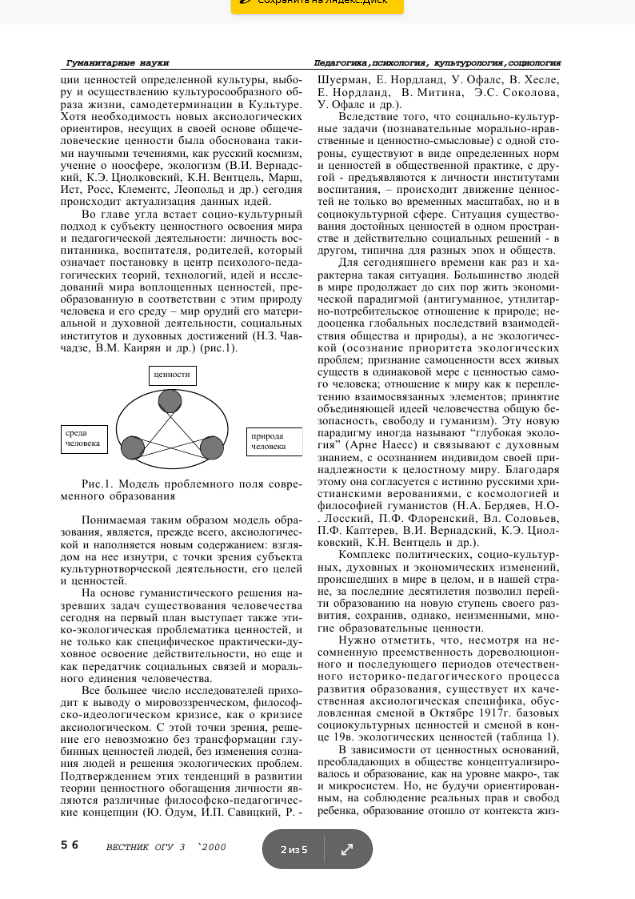 Сохранить на Яндекс.Диск
Гуманитарные науки
Педагогика,психология, культурология,социология
ции ценностей определенной культуры, выбо-
ру и осуществлению культуросообразного об-
раза жизни, самодетерминации в Культуре.
Хотя необходимость новых аксиологических
ориентиров, несущих в своей основе общече-
ловеческие ценности была обоснована таки-
ми научными течениями, как русский космизм,
учение о ноосфере, экологизм (В.И. Вернадс-
кий, К.Э. Циолковский, К.Н. Вентцель, Марш,
Ист, Росс, Клементс, Леопольд и др.) сегодня
происходит актуализация данных идей.
Во главе угла встает социо-культурный
подход к субъекту ценностного освоения мира
и педагогической деятельности: личность вос-
питанника, воспитателя, родителей, который
означает постановку в центр психолого-педа-
гогических теорий, технологий, идей и иссле-
дований мира воплощенных ценностей, пре-
образованную в соответствии с этим природу
человека и его среду – мир орудий его матери-
альной и духовной деятельности, социальных
институтов и духовных достижений (Н.З. Чав-
чадзе, В.М. Каирян и др.) (рис.1).
ценности
среда
человека
природа
человека
Рис.1. Модель проблемного поля совре-
менного образования
Понимаемая таким образом модель обра-
зования, является, прежде всего, аксиологичес-
кой и наполняется новым содержанием: взгля-
дом на нее изнутри, с точки зрения субъекта
культурнотворческой деятельности, его целей
и ценностей.
На основе гуманистического решения на-
зревших задач существования человечества
сегодня на первый план выступает также эти-
ко-экологическая проблематика ценностей, и
не только как специфическое практически-ду-
ховное освоение действительности, но еще и
как передатчик социальных связей и мораль-
ного единения человечества.
Все большее число исследователей прихо-
дит к выводу о мировоззренческом, философ-
ско-идеологическом кризисе, как о кризисе
аксиологическом. С этой точки зрения, реше-
ние его невозможно без трансформации глу-
бинных ценностей людей, без изменения созна-
ния людей и решения экологических проблем.
Подтверждением этих тенденций в развитии
теории ценностного обогащения личности яв-
ляются различные философско-педагогичес-
кие концепции (Ю. Одум, И.П. Савицкий, Р. -
Шуерман, Е. Нордланд, У. Офалс, В. Хесле,
Е. Нордланд, В. Митина, Э.С. Соколова,
У. Офалс и др.).
Вследствие того, что социально-культур-
ные задачи (познавательные морально-нрав-
ственные и ценностно-смысловые) с одной сто-
роны, существуют в виде определенных норм
и ценностей в общественной практике, с дру-
гой - предъявляются к личности институтами
воспитания, – происходит движение ценнос-
тей не только во временных масштабах, но и в
социокультурной сфере. Ситуация существо-
вания достойных ценностей в одном простран-
стве и действительно социальных решений - в
другом, типична для разных эпох и обществ.
Для сегодняшнего времени как раз и ха-
рактерна такая ситуация. Большинство людей
в мире продолжает до сих пор жить экономи-
ческой парадигмой (антигуманное, утилитар-
но-потребительское отношение к природе; не-
дооценка глобальных последствий взаимодей-
ствия общества и природы), а не экологичес-
кой (осознание приоритета экологических
проблем; признание самоценности всех живых
существ в одинаковой мере с ценностью само-
го человека; отношение к миру как к перепле-
тению взаимосвязанных элементов; принятие
объединяющей идеей человечества общую бе-
зопасность, свободу и гуманизм). Эту новую
парадигму иногда называют “глубокая эколо-
гия” (Арне Наесс) и связывают с духовным
знанием, с осознанием индивидом своей при-
надлежности к целостному миру. Благодаря
этому она согласуется с истинно русскими хри-
стианскими верованиями, с космологией и
философией гуманистов (Н.А. Бердяев, Н.О-
. Лосский, П.Ф. Флоренский, Вл. Соловьев,
П.Ф. Каптерев, В.И. Вернадский, К.Э. Циол-
ковский, К.Н. Вентцель и др.).
Комплекс политических, социо-культур-
ных, духовных и экономических изменений,
происшедших в мире в целом, и в нашей стра-
не, за последние десятилетия позволил перей-
ти образованию на новую ступень своего раз-
вития, сохранив, однако, неизменными, мно-
гие образовательные ценности.
Нужно отметить, что, несмотря на не-
сомненную преемственность дореволюцион-
ного и последующего периодов отечествен-
ного историко-педагогического процесса
развития образования, существует их каче-
ственная аксиологическая специфика, обус-
ловленная сменой в Октябре 1917г. базовых
социокультурных ценностей и сменой в кон-
це 19в. экологических ценностей (таблица 1).
В зависимости от ценностных оснований,
преобладающих в обществе концептуализиро-
валось и образование, как на уровне макро-, так
и микросистем. Но, не будучи ориентирован-
ным, на соблюдение реальных прав и свобод
ребенка, образование отошло от контекста жиз-
56
ВЕСТНИК ОГУ 3 `2000
2 из 5